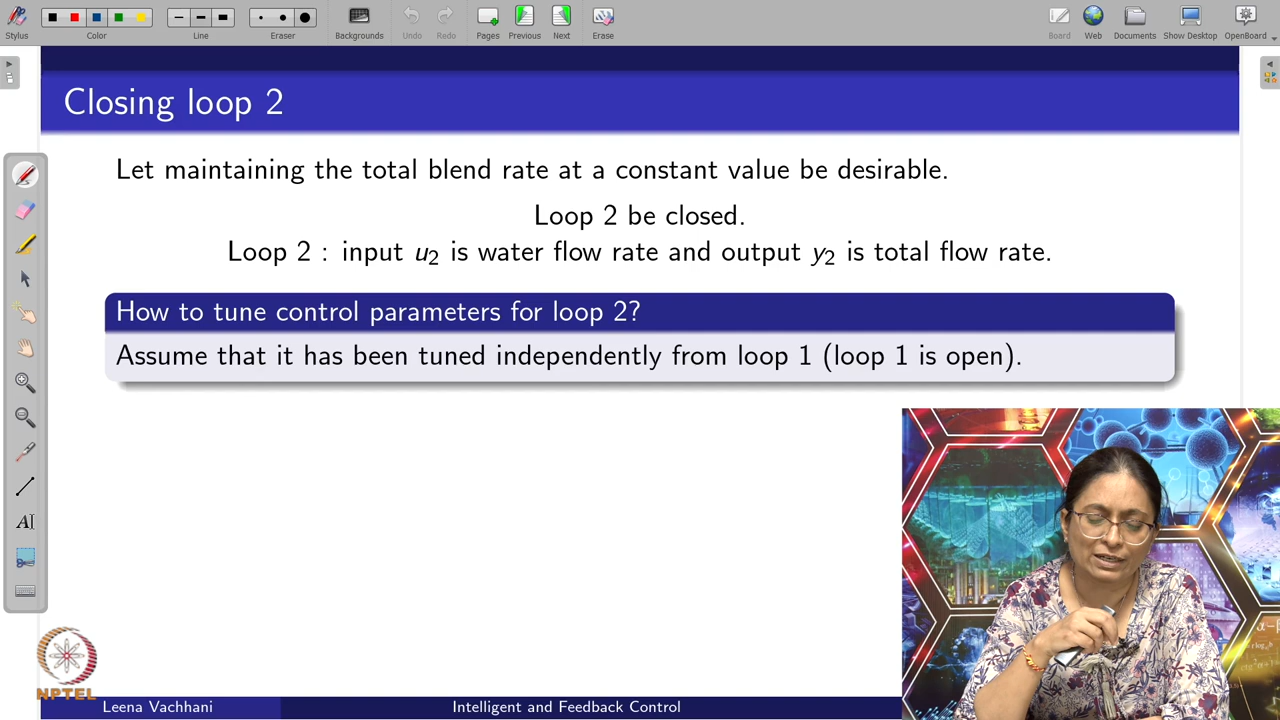 Stylus
Color
Line
Eraser
Backgrounds
Undo
Redo
Pages
Previous
Next
Erase
Board
Web
Documents
Show Desktop
OpenBoard
Closing loop 2
Let maintaining the total blend rate at a constant value be desirable.
Loop 2 be closed.
Loop 2 : input u₂ is water flow rate and output y₂ is total flow rate.
How to tune control parameters for loop 2?
Assume that it has been tuned independently from loop 1 (loop 1 is open).
AI
NPTEL
Leena Vachhani
Intelligent and Feedback Control